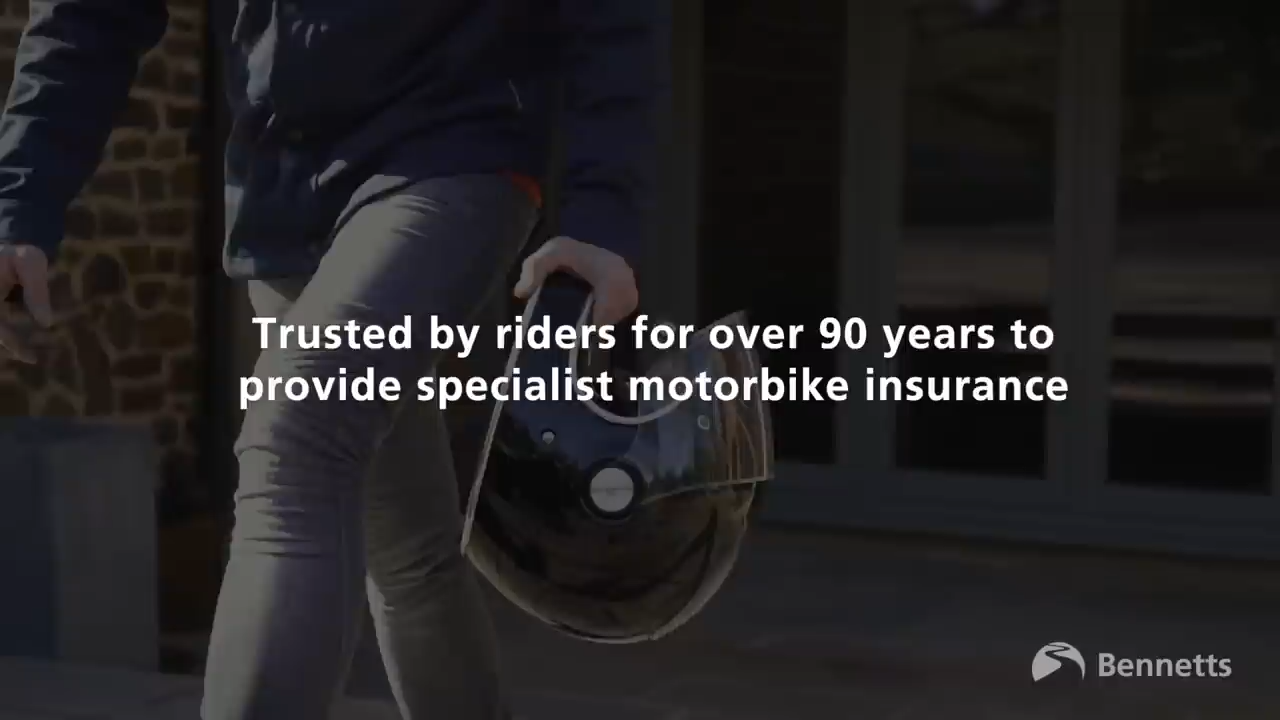 Trusted by riders for over 90 years to
provide specialist motorbike insurance
Bennetts